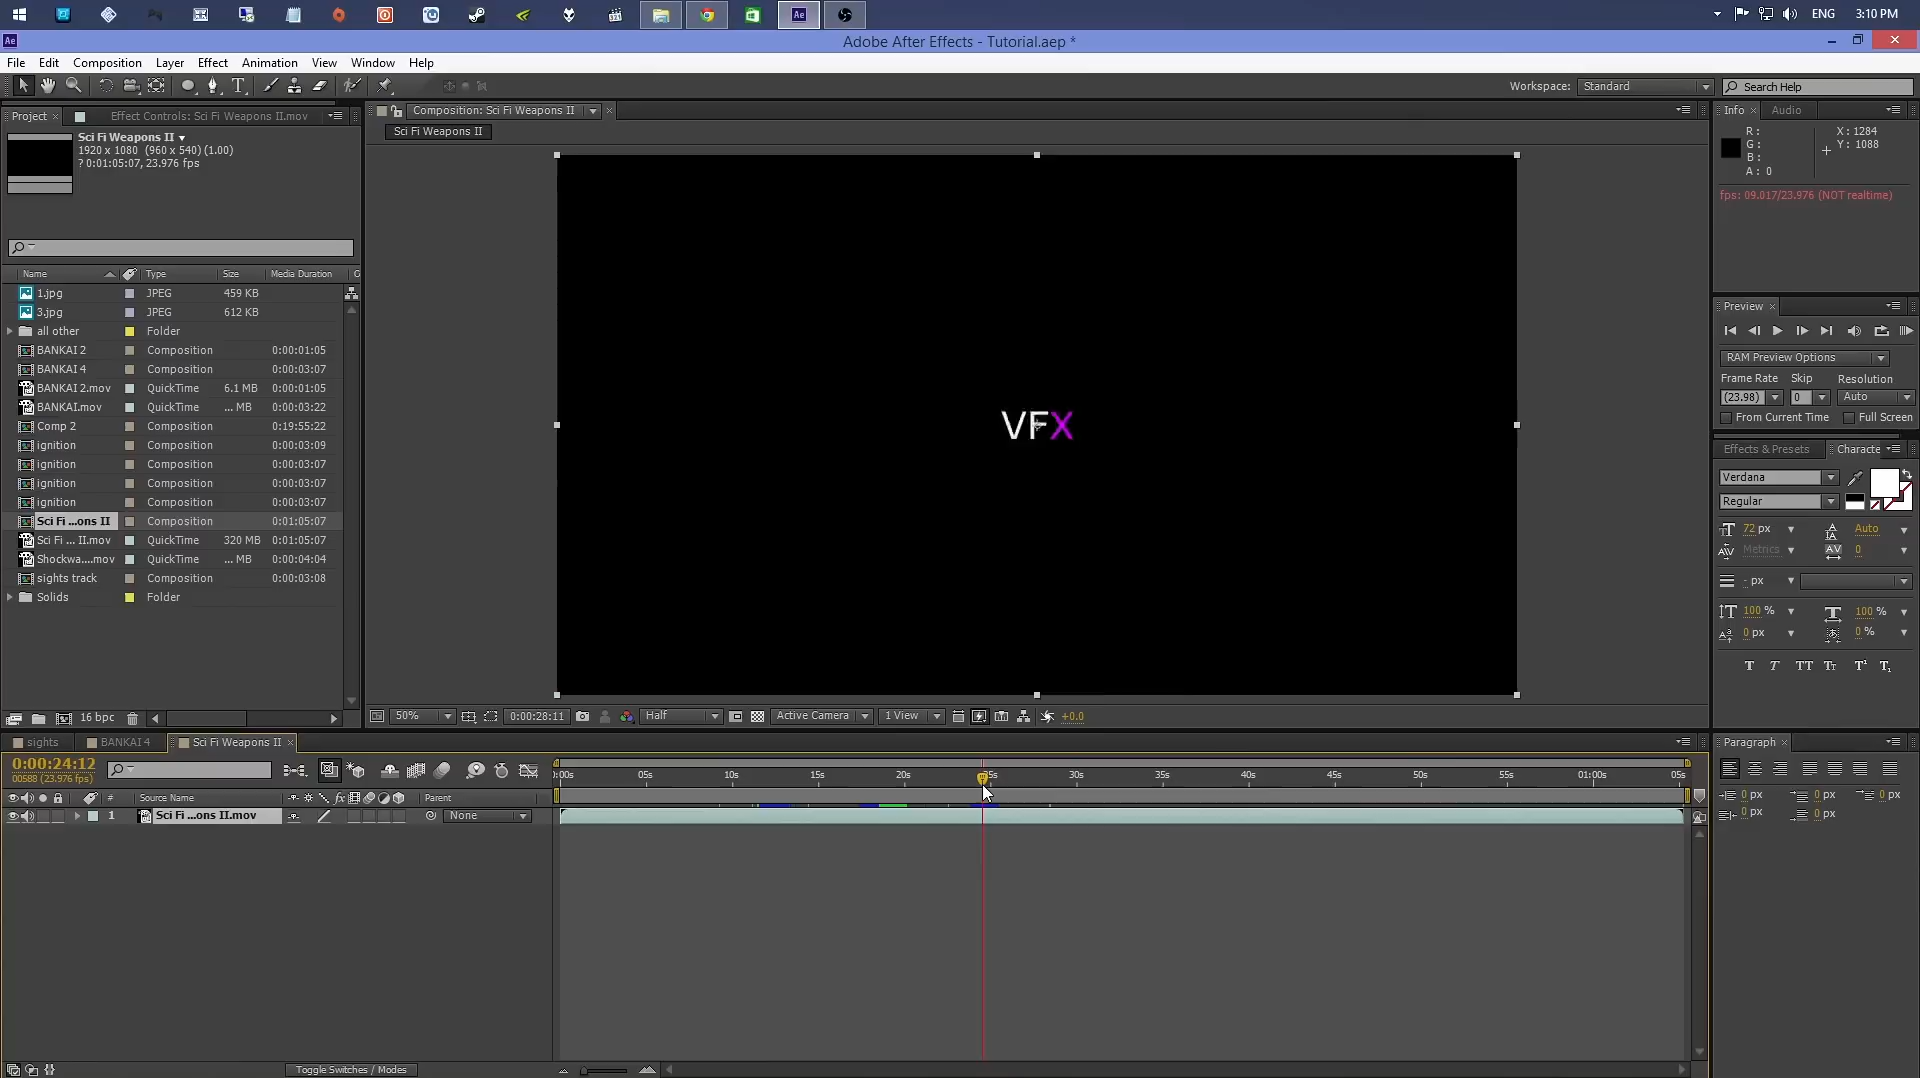 ENG
3:10 PM
Ae
Adobe After Effects - Tutorial.aep *
File Edit Composition Layer Effect Animation View Window Help
Workspace: Standard
Search Help
Project
Effect Controls: Sci Fi Weapons II.mov
Sci Fi Weapons II
1920 x 1080 (960 x 540) (1.00)
? 0:01:05:07, 23.976 fps
Name Type Size Media Duration
1.jpg JPEG 459 KB
3.jpg JPEG 612 KB
all other Folder
BANKAI 2 Composition 0:00:01:05
BANKAI 4 Composition 0:00:03:07
BANKAI 2.mov QuickTime 6.1 MB 0:00:01:05
BANKAI.mov QuickTime ... MB 0:00:03:22
Comp 2 Composition 0:19:55:22
ignition Composition 0:00:03:09
ignition Composition 0:00:03:07
ignition Composition 0:00:03:07
ignition Composition 0:00:03:07
Sci Fi ...ons II Composition 0:01:05:07
Sci Fi ... II.mov QuickTime 320 MB 0:01:05:07
Shockwa....mov QuickTime ... MB 0:00:04:04
sights track Composition 0:00:03:08
Solids Folder
16 bpc
Composition: Sci Fi Weapons II
Sci Fi Weapons II
VFX
50% 0:00:28:11 Half Active Camera 1 View +0.0
Info Audio
R:
G:
B:
A: 0
X: 1284
Y: 1088
fps: 09.017/23.976 (NOT realtime)
Preview
RAM Preview Options
Frame Rate Skip Resolution
(23.98) 0 Auto
From Current Time Full Screen
Effects & Presets Characte
Verdana
Regular
72 px Auto
Metrics 0
- px
100 % 100 %
0 px 0 %
T T TT Tt T¹ T₁
sights BANKAI 4 Sci Fi Weapons II
0:00:24:12
00588 (23.976 fps)
# Source Name Parent
1 Sci Fi ...ons II.mov None
):00s 05s 10s 15s 20s 25s 30s 35s 40s 45s 50s 55s 01:00s 05s
Toggle Switches / Modes
Paragraph
0 px 0 px 0 px
0 px 0 px